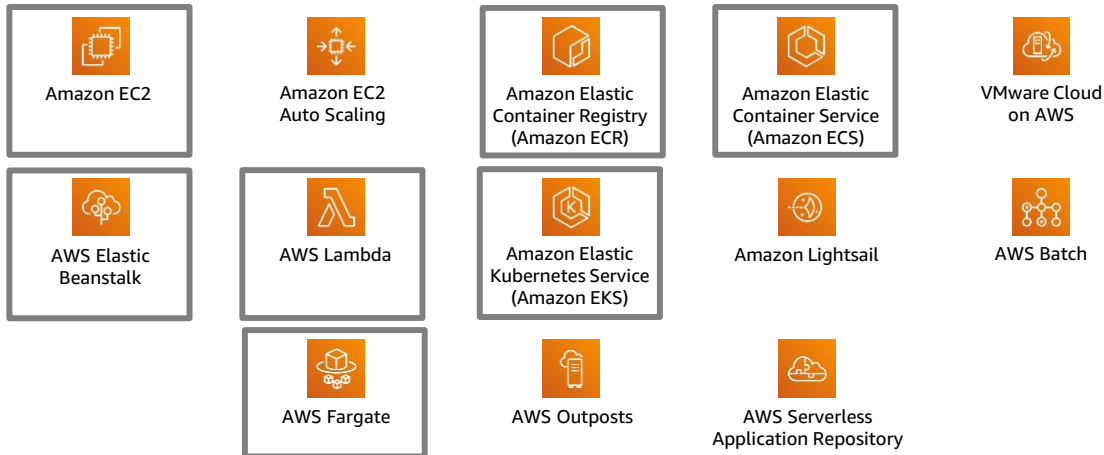 Amazon EC2
Amazon EC2
Auto Scaling
Amazon Elastic
Container Registry
(Amazon ECR)
Amazon Elastic
Container Service
(Amazon ECS)
VMware Cloud
on AWS
AWS Elastic
Beanstalk
AWS Lambda
Amazon Elastic
Kubernetes Service
(Amazon EKS)
Amazon Lightsail
AWS Batch
AWS Fargate
AWS Outposts
AWS Serverless
Application Repository